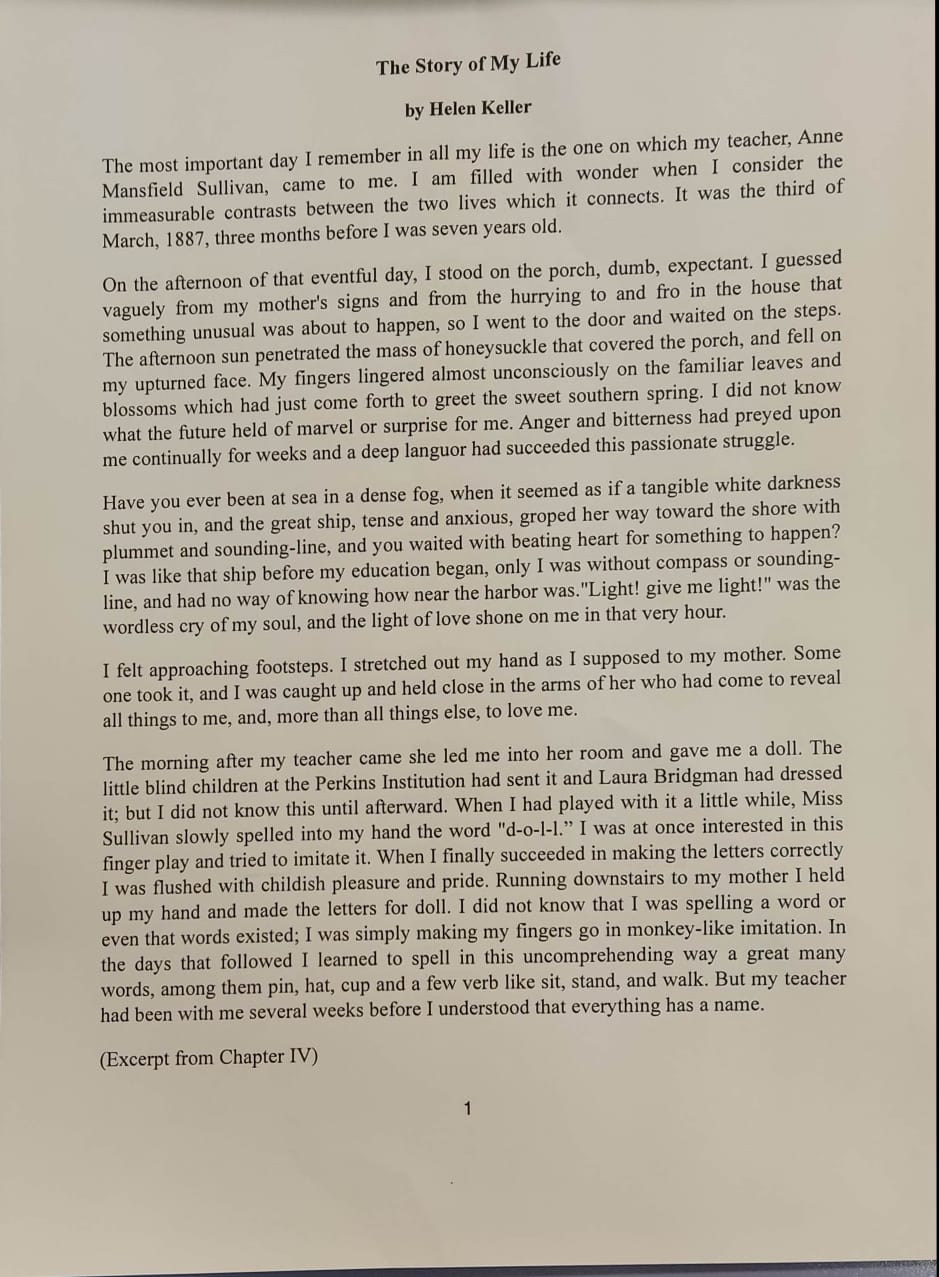 The Story of My Life
by Helen Keller
The most important day I remember in all my life is the one on which my teacher, Anne
Mansfield Sullivan, came to me. I am filled with wonder when I consider the
immeasurable contrasts between the two lives which it connects. It was the third of
March, 1887, three months before I was seven years old.
On the afternoon of that eventful day, I stood on the porch, dumb, expectant. I guessed
vaguely from my mother's signs and from the hurrying to and fro in the house that
something unusual was about to happen, so I went to the door and waited on the steps.
The afternoon sun penetrated the mass of honeysuckle that covered the porch, and fell on
my upturned face. My fingers lingered almost unconsciously on the familiar leaves and
blossoms which had just come forth to greet the sweet southern spring. I did not know
what the future held of marvel or surprise for me. Anger and bitterness had preyed upon
me continually for weeks and a deep languor had succeeded this passionate struggle.
Have you ever been at sea in a dense fog, when it seemed as if a tangible white darkness
shut you in, and the great ship, tense and anxious, groped her way toward the shore with
plummet and sounding-line, and you waited with beating heart for something to happen?
I was like that ship before my education began, only I was without compass or sounding-
line, and had no way of knowing how near the harbor was."Light! give me light!" was the
wordless cry of my soul, and the light of love shone on me in that very hour.
I felt approaching footsteps. I stretched out my hand as I supposed to my mother. Some
one took it, and I was caught up and held close in the arms of her who had come to reveal
all things to me, and, more than all things else, to love me.
The morning after my teacher came she led me into her room and gave me a doll. The
little blind children at the Perkins Institution had sent it and Laura Bridgman had dressed
it; but I did not know this until afterward. When I had played with it a little while, Miss
Sullivan slowly spelled into my hand the word "d-o-l-l.” I was at once interested in this
finger play and tried to imitate it. When I finally succeeded in making the letters correctly
I was flushed with childish pleasure and pride. Running downstairs to my mother I held
up my hand and made the letters for doll. I did not know that I was spelling a word or
even that words existed; I was simply making my fingers go in monkey-like imitation. In
the days that followed I learned to spell in this uncomprehending way a great many
words, among them pin, hat, cup and a few verb like sit, stand, and walk. But my teacher
had been with me several weeks before I understood that everything has a name.
(Excerpt from Chapter IV)
1